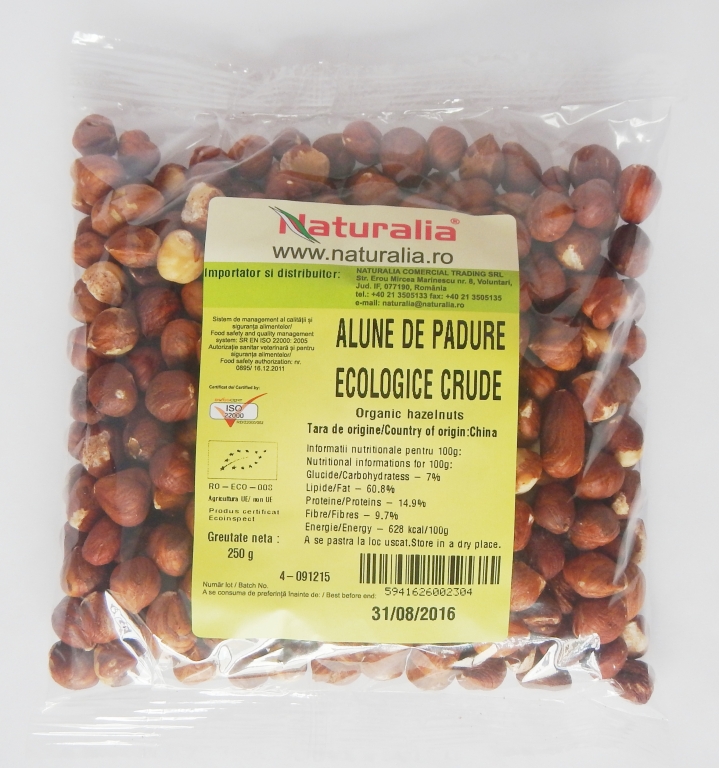 Naturalia®
www.naturalia.ro
Importator si distribuitor:
NATURALIA COMERCIAL TRADING SRL
Str. Erou Mircea Marinescu nr. 8, Voluntari,
Jud. IF, 077190, România
tel.: +40 21 3505133 fax: +40 21 3505135
e-mail: naturalia@naturalia.ro
Sistem de management al calității și
siguranța alimentelor/
Food safety and quality management
system: SR EN ISO 22000: 2005
Autorizație sanitar veterinară și pentru
siguranța alimentelor/
Food safety authorization: nr.
0895/ 16.12.2011
Certificat de/ Certified by:
ISO
22000
ALUNE DE PADURE
ECOLOGICE CRUDE
Organic hazelnuts
Tara de origine/Country of origin:China
Informatii nutritionale pentru 100g:
Nutritional informations for 100g:
Glucide/Carbohydratess – 7%
Lipide/Fat – 60.8%
Proteine/Proteins – 14.9%
Fibre/Fibres – 9.7%
Energie/Energy – 628 kcal/100g
A se pastra la loc uscat.Store in a dry place.
RO-ECO-008
Agricultura UE/ non UE
Produs certificat
Ecoinspect
Greutate neta :
250 g
4-091215
5941626002304
Număr lot / Batch No.
A se consuma de preferință înainte de: / Best before end:
31/08/2016